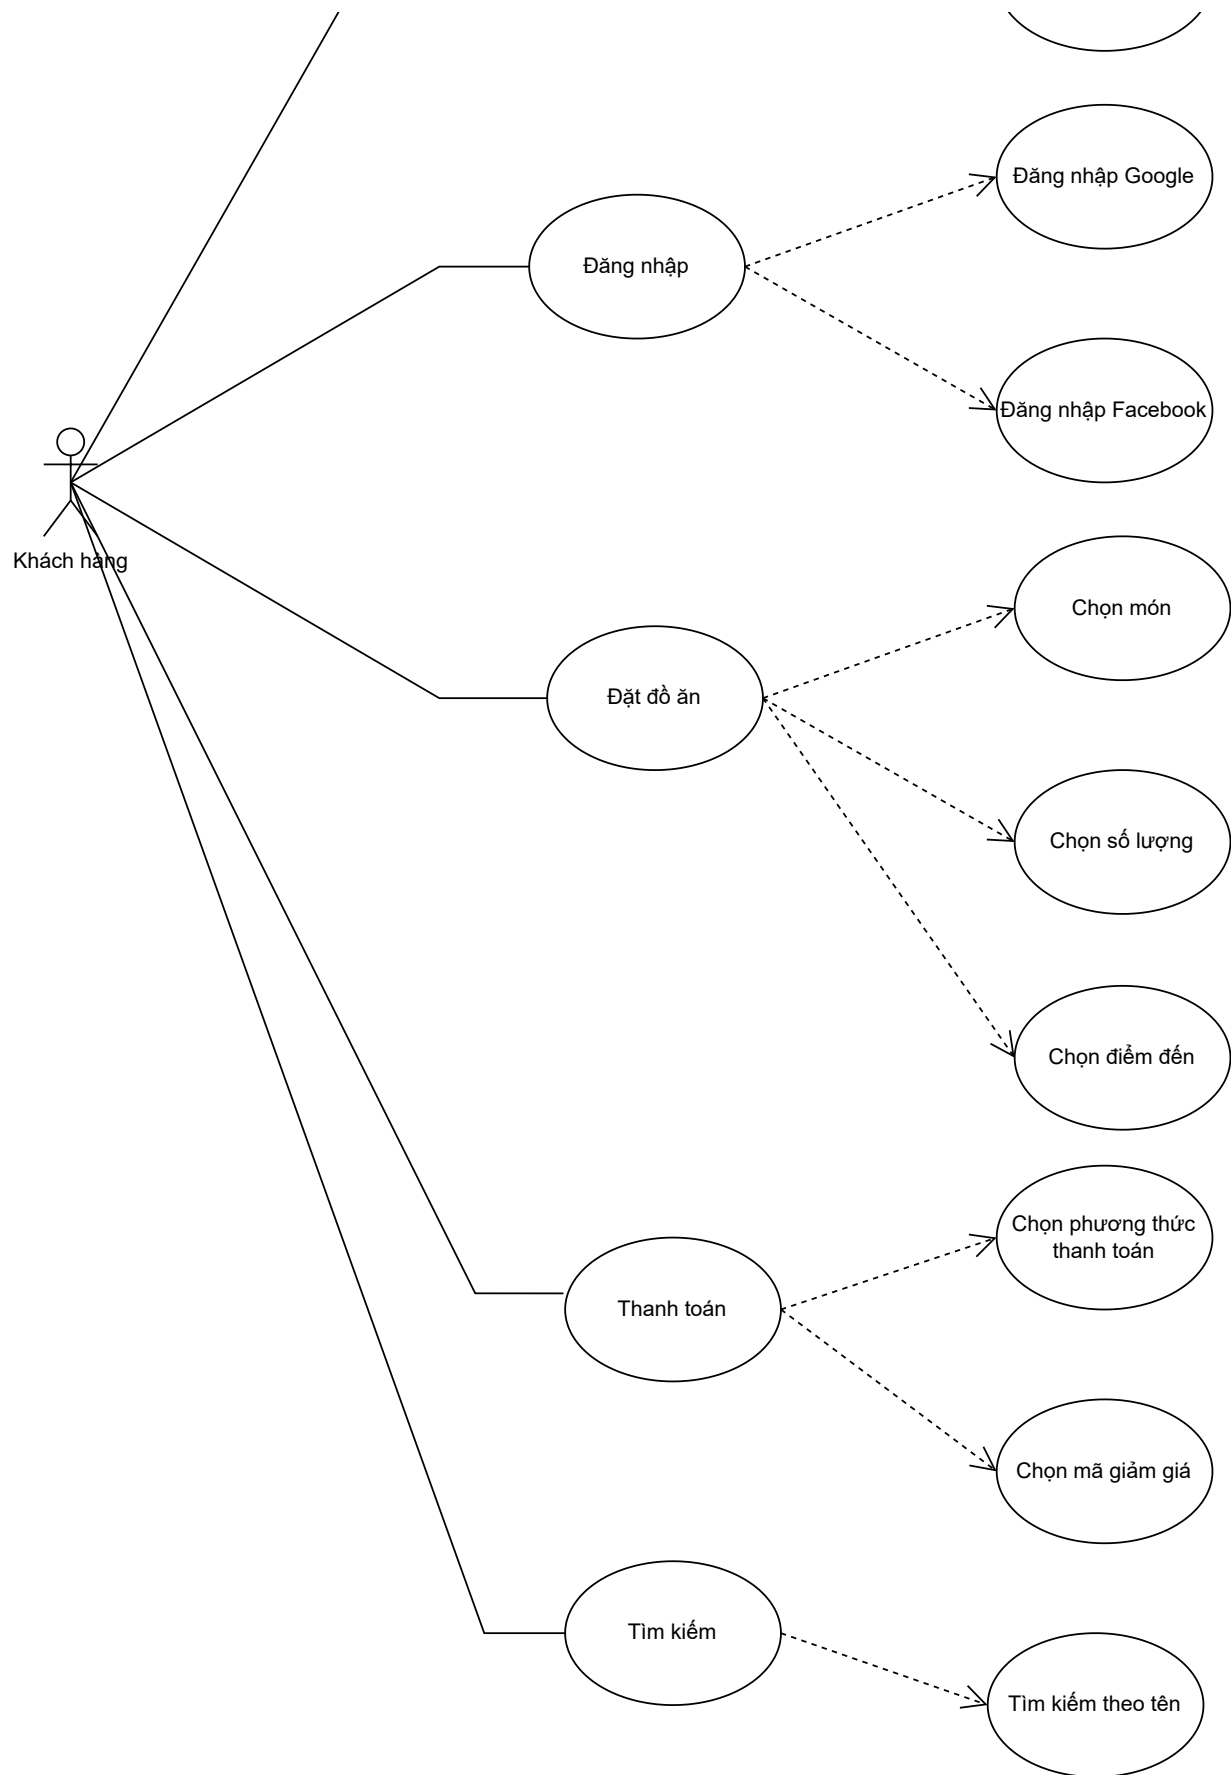 Đăng nhập Google
Đăng nhập
Đăng nhập Facebook
Khách hàng
Chọn món
Đặt đồ ăn
Chọn số lượng
Chọn điểm đến
Chọn phương thức
thanh toán
Thanh toán
Chọn mã giảm giá
Tìm kiếm
Tìm kiếm theo tên